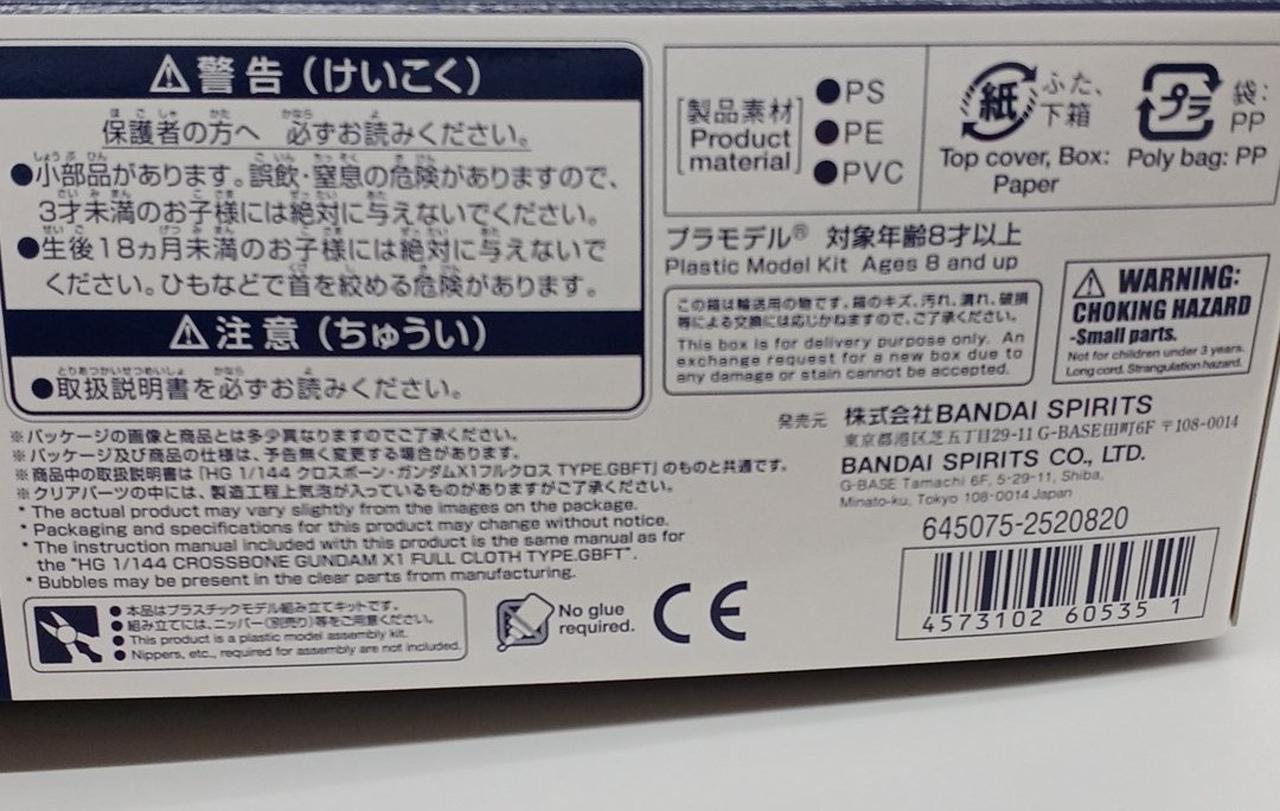 ⚠警告（けいこく）
保護者の方へ 必ずお読みください。
●小部品があります。誤飲・窒息の危険がありますので、
3才未満のお子様には絶対に与えないでください。
●生後18ヵ月未満のお子様には絶対に与えないで
ください。ひもなどで首を絞める危険があります。
⚠注意（ちゅうい）
●取扱説明書を必ずお読みください。
[製品素材]
Product
material
●PS
●PE
●PVC
紙
ふた、
下箱
Top cover, Box:
Paper
プラ
袋:
PP
Poly bag: PP
プラモデル® 対象年齢8才以上
Plastic Model Kit Ages 8 and up
この箱は輸送用の物です。箱のキズ、汚れ、潰れ、破損
等による交換には応じかねますので、ご了承ください。
This box is for delivery purpose only. An
exchange request for a new box due to
any damage or stain cannot be accepted.
⚠ WARNING:
CHOKING HAZARD
-Small parts.
Not for children under 3 years.
Long cord. Strangulation hazard.
※パッケージの画像と商品とは多少異なりますのでご了承ください。
※パッケージ及び商品の仕様は、予告無く変更する場合があります。
※商品中の取扱説明書は「HG 1/144 クロスボーン・ガンダムX1フルクロス TYPE.GBFT」のものと共通です。
※クリアパーツの中には、製造工程上気泡が入っているものがありますがご了承ください。
* The actual product may vary slightly from the images on the package.
* Packaging and specifications for this product may change without notice.
* The instruction manual included with this product is the same manual as for
the "HG 1/144 CROSSBONE GUNDAM X1 FULL CLOTH TYPE.GBFT".
* Bubbles may be present in the clear parts from manufacturing.
発売元 株式会社BANDAI SPIRITS
東京都港区芝五丁目29-11 G-BASE田町6F 〒108-0014
BANDAI SPIRITS CO., LTD.
G-BASE Tamachi 6F, 5-29-11, Shiba,
Minato-ku, Tokyo 108-0014 Japan
645075-2520820
4573102 60535 1
●本品はプラスチックモデル組み立てキットです。
●組み立てには、ニッパー（別売り）等をご用意ください。
●This product is a plastic model assembly kit.
●Nippers, etc., required for assembly are not included.
No glue
required.
CE